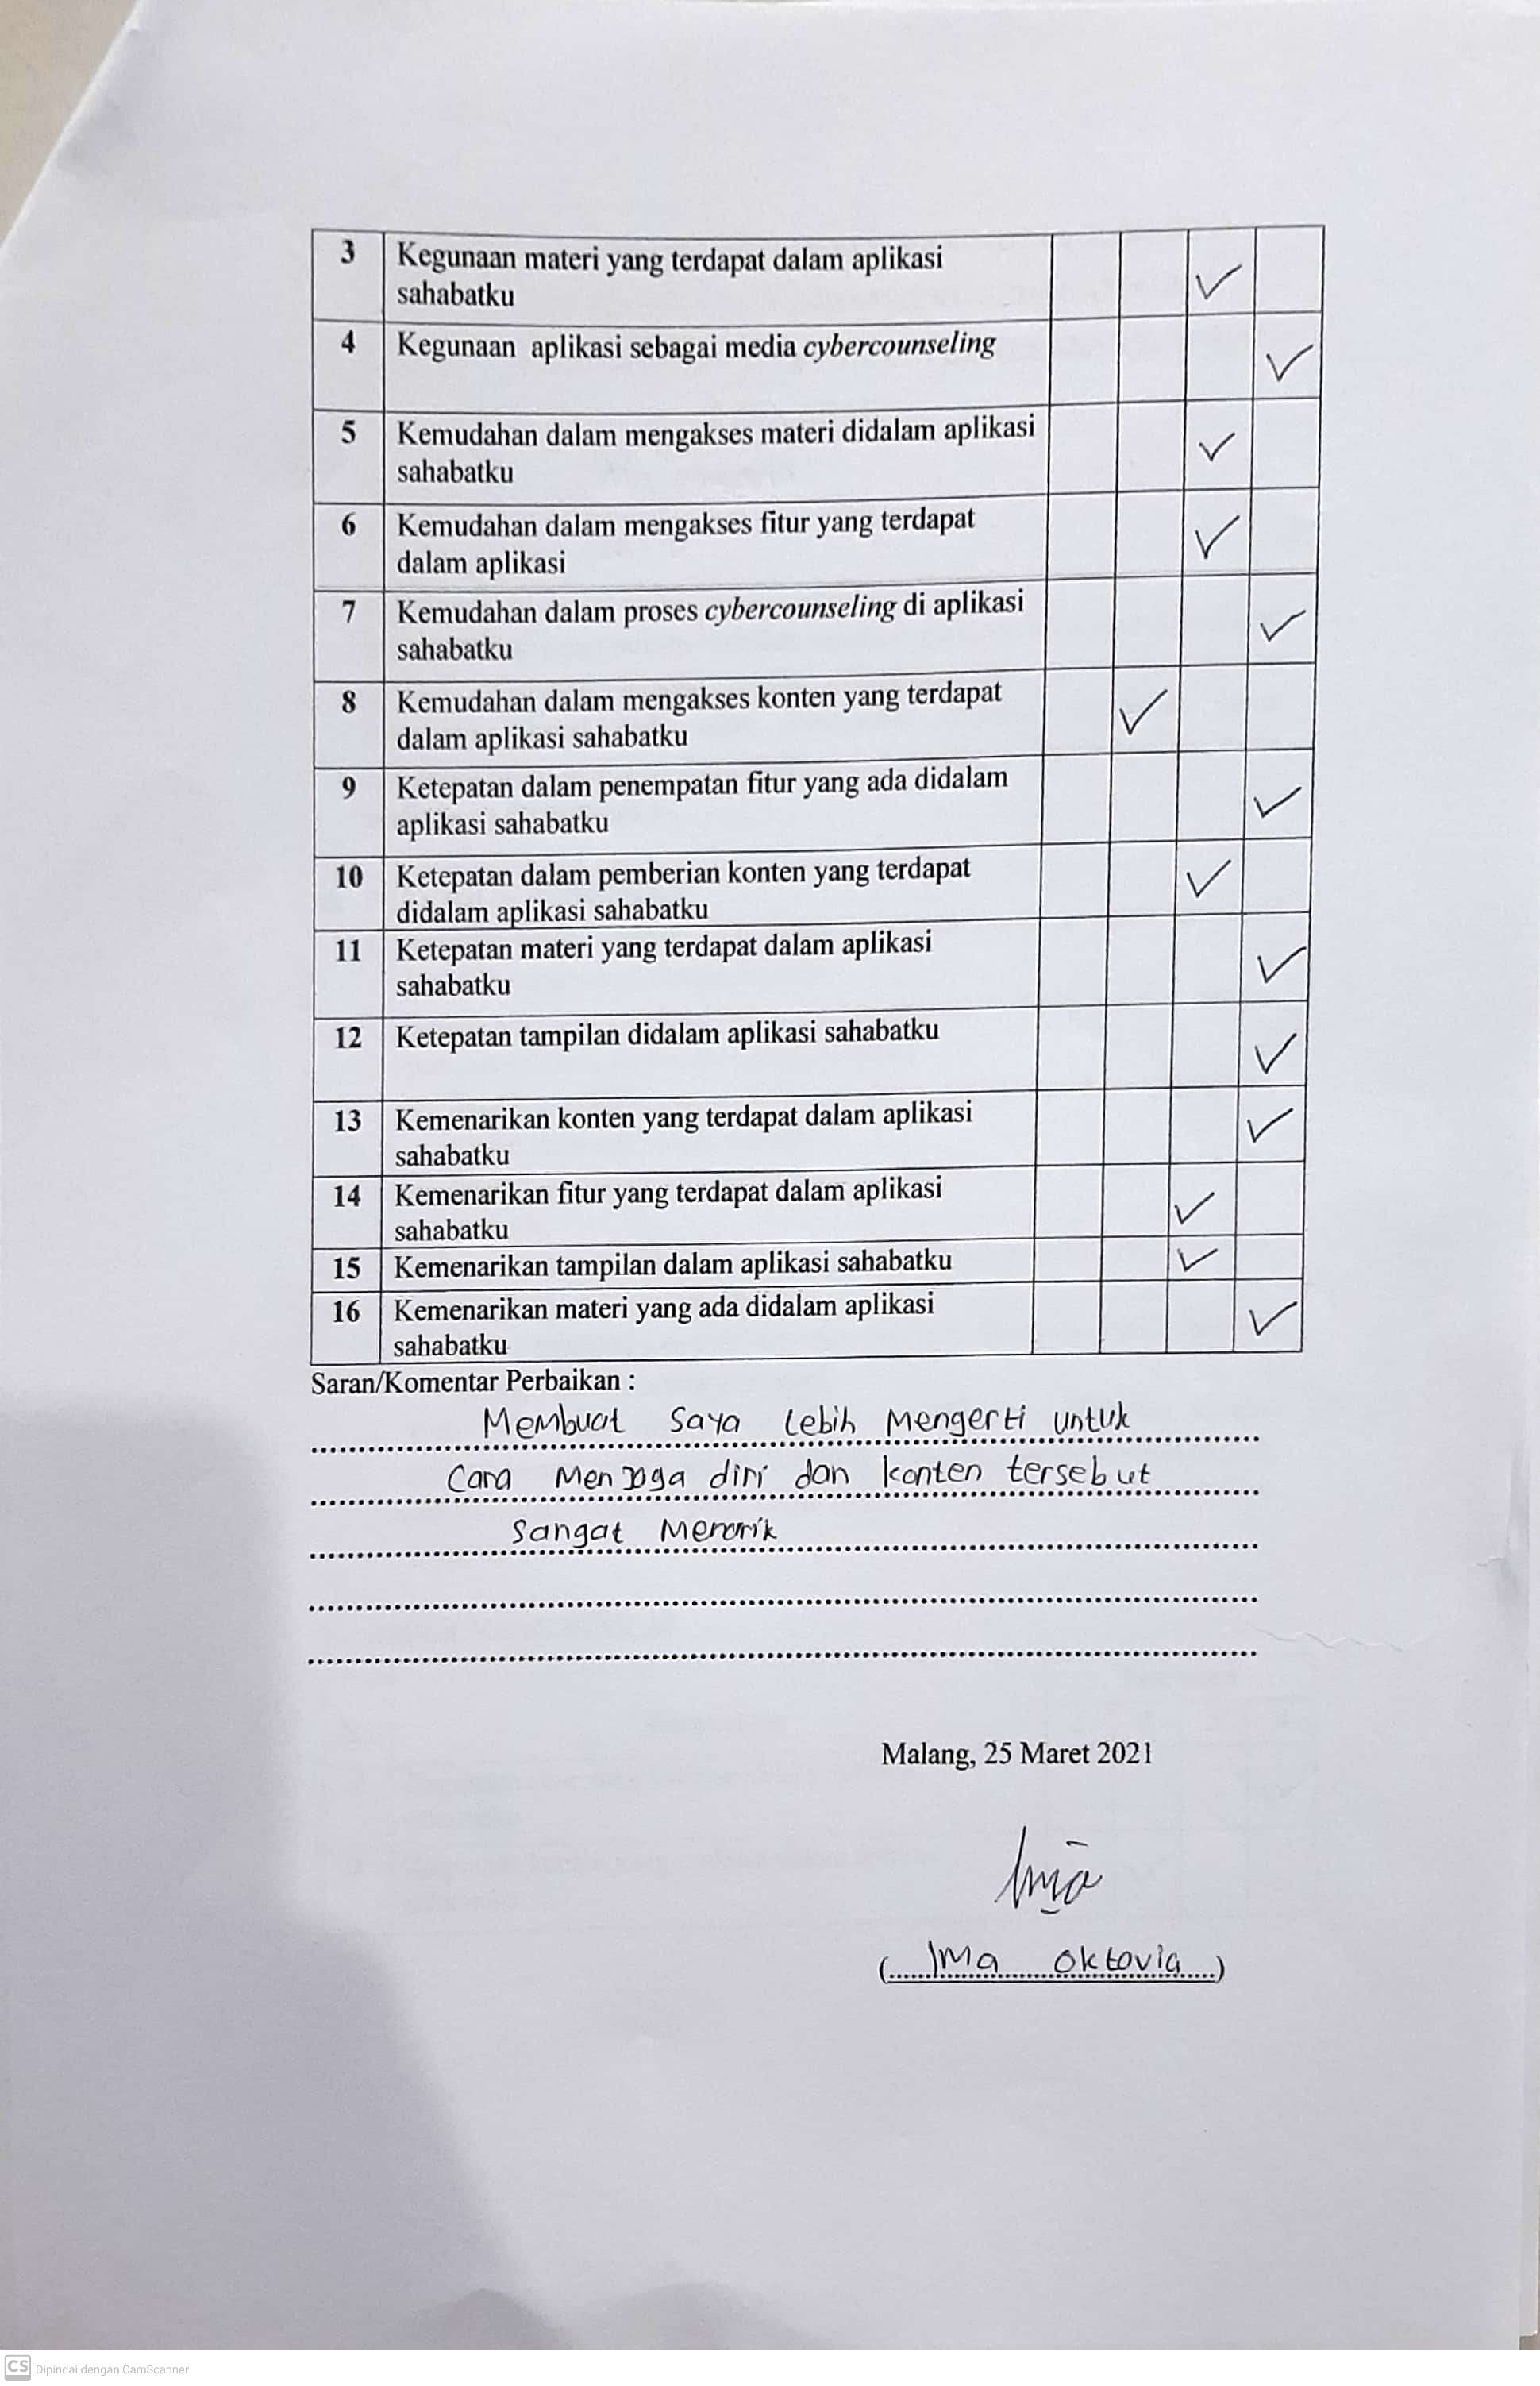 3 Kegunaan materi yang terdapat dalam aplikasi
sahabatku ✓
4 Kegunaan aplikasi sebagai media cybercounseling ✓
5 Kemudahan dalam mengakses materi didalam aplikasi
sahabatku ✓
6 Kemudahan dalam mengakses fitur yang terdapat
dalam aplikasi ✓
7 Kemudahan dalam proses cybercounseling di aplikasi
sahabatku ✓
8 Kemudahan dalam mengakses konten yang terdapat
dalam aplikasi sahabatku ✓
9 Ketepatan dalam penempatan fitur yang ada didalam
aplikasi sahabatku ✓
10 Ketepatan dalam pemberian konten yang terdapat
didalam aplikasi sahabatku ✓
11 Ketepatan materi yang terdapat dalam aplikasi
sahabatku ✓
12 Ketepatan tampilan didalam aplikasi sahabatku ✓
13 Kemenarikan konten yang terdapat dalam aplikasi
sahabatku ✓
14 Kemenarikan fitur yang terdapat dalam aplikasi
sahabatku ✓
15 Kemenarikan tampilan dalam aplikasi sahabatku ✓
16 Kemenarikan materi yang ada didalam aplikasi
sahabatku ✓
Saran/Komentar Perbaikan :
Membuat saya lebih mengerti untuk
Cara Menjaga diri dan konten tersebut
Sangat Menarik
Malang, 25 Maret 2021
Ima
(Ima Oktovia)
CS Dipindai dengan CamScanner